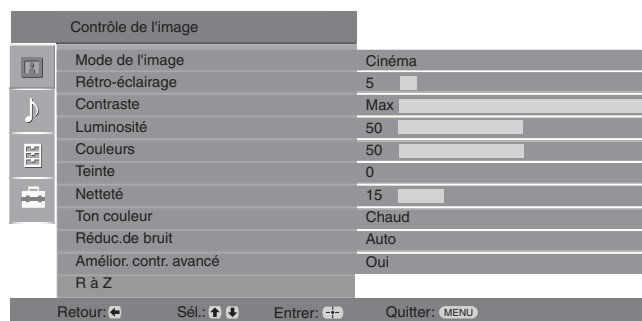 Contrôle de l'image
Mode de l'image Cinéma
Rétro-éclairage 5
Contraste Max
Luminosité 50
Couleurs 50
Teinte 0
Netteté 15
Ton couleur Chaud
Réduc.de bruit Auto
Amélior. contr. avancé Oui
R à Z
Retour: Sél.: Entrer: Quitter: MENU